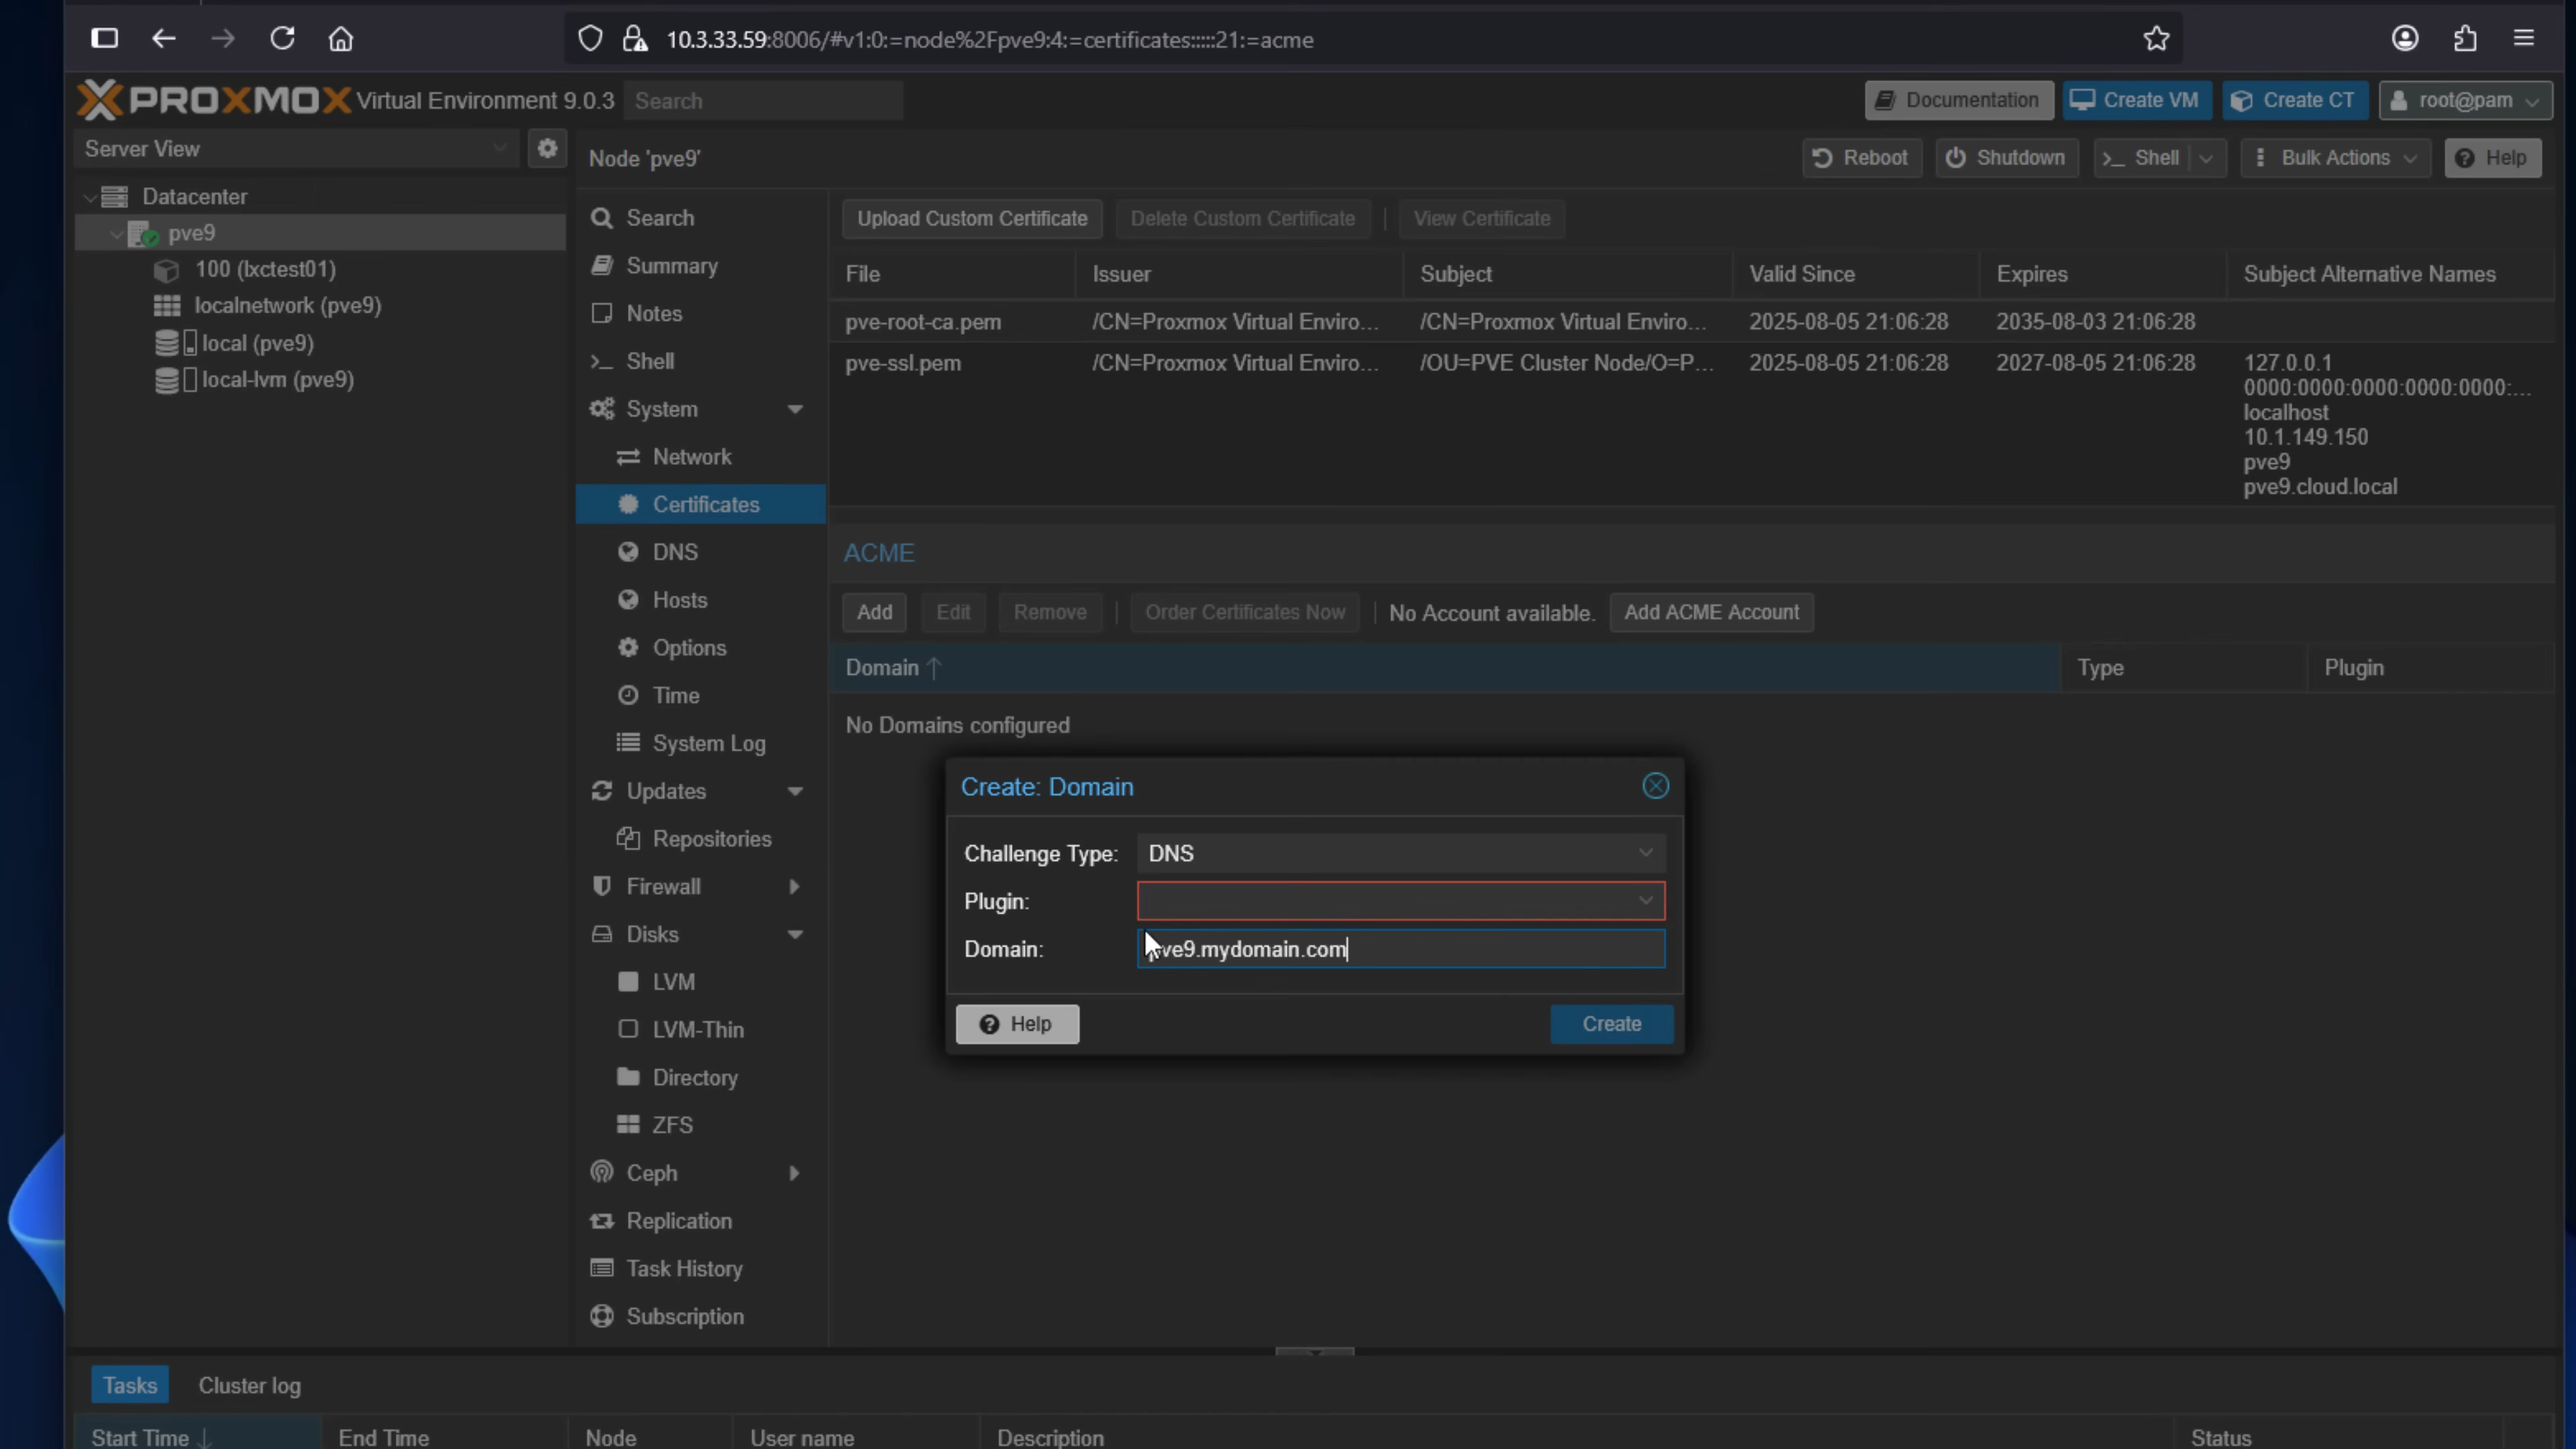 10.3.33.59:8006/#v1:0:=node%2Fpve9:4:=certificates:::::21:=acme
PROXMOX Virtual Environment 9.0.3 Search
Documentation Create VM Create CT root@pam
Server View
Node 'pve9'
Reboot Shutdown Shell Bulk Actions Help
Datacenter
pve9
100 (lxctest01)
localnetwork (pve9)
local (pve9)
local-lvm (pve9)
Search
Summary
Notes
Shell
System
Network
Certificates
DNS
Hosts
Options
Time
System Log
Updates
Repositories
Firewall
Disks
LVM
LVM-Thin
Directory
ZFS
Ceph
Replication
Task History
Subscription
Upload Custom Certificate Delete Custom Certificate View Certificate
File Issuer Subject Valid Since Expires Subject Alternative Names
pve-root-ca.pem /CN=Proxmox Virtual Enviro... /CN=Proxmox Virtual Enviro... 2025-08-05 21:06:28 2035-08-03 21:06:28
pve-ssl.pem /CN=Proxmox Virtual Enviro... /OU=PVE Cluster Node/O=P... 2025-08-05 21:06:28 2027-08-05 21:06:28 127.0.0.1
0000:0000:0000:0000:0000:...
localhost
10.1.149.150
pve9
pve9.cloud.local
ACME
Add Edit Remove Order Certificates Now No Account available. Add ACME Account
Domain Type Plugin
No Domains configured
Create: Domain
Challenge Type: DNS
Plugin:
Domain: pve9.mydomain.com
Help Create
Tasks Cluster log
Start Time End Time Node User name Description Status